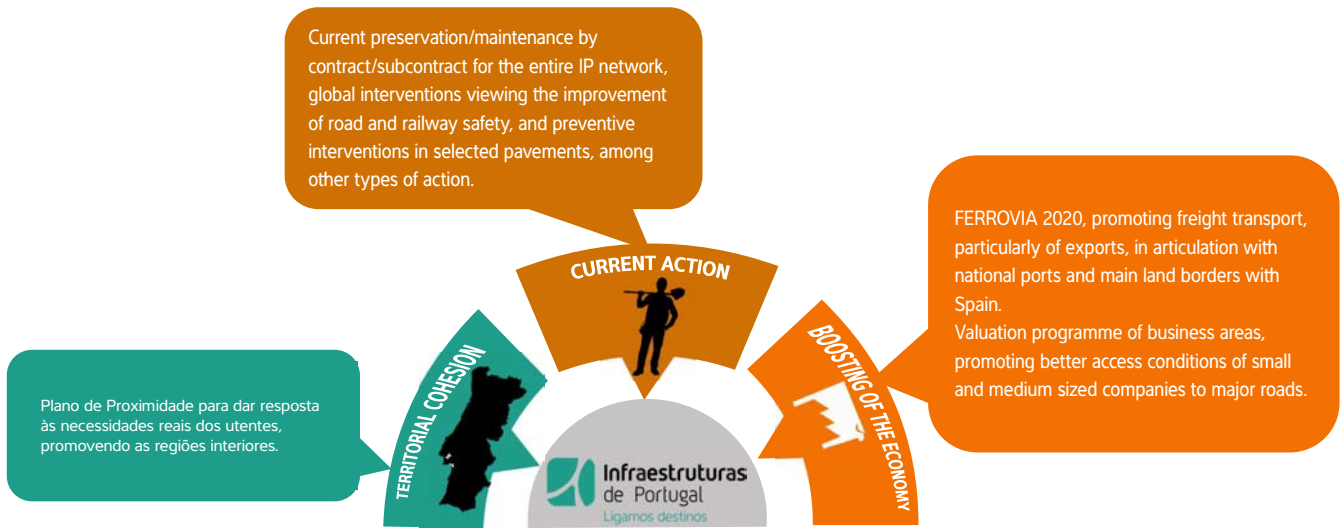 Current preservation/maintenance by
contract/subcontract for the entire IP network,
global interventions viewing the improvement
of road and railway safety, and preventive
interventions in selected pavements, among
other types of action.
CURRENT ACTION
FERROVIA 2020, promoting freight transport,
particularly of exports, in articulation with
national ports and main land borders with
Spain.
Valuation programme of business areas,
promoting better access conditions of small
and medium sized companies to major roads.
BOOSTING OF THE ECONOMY
Plano de Proximidade para dar resposta
às necessidades reais dos utentes,
promovendo as regiões interiores.
TERRITORIAL COHESION
Infraestruturas
de Portugal
Ligamos destinos